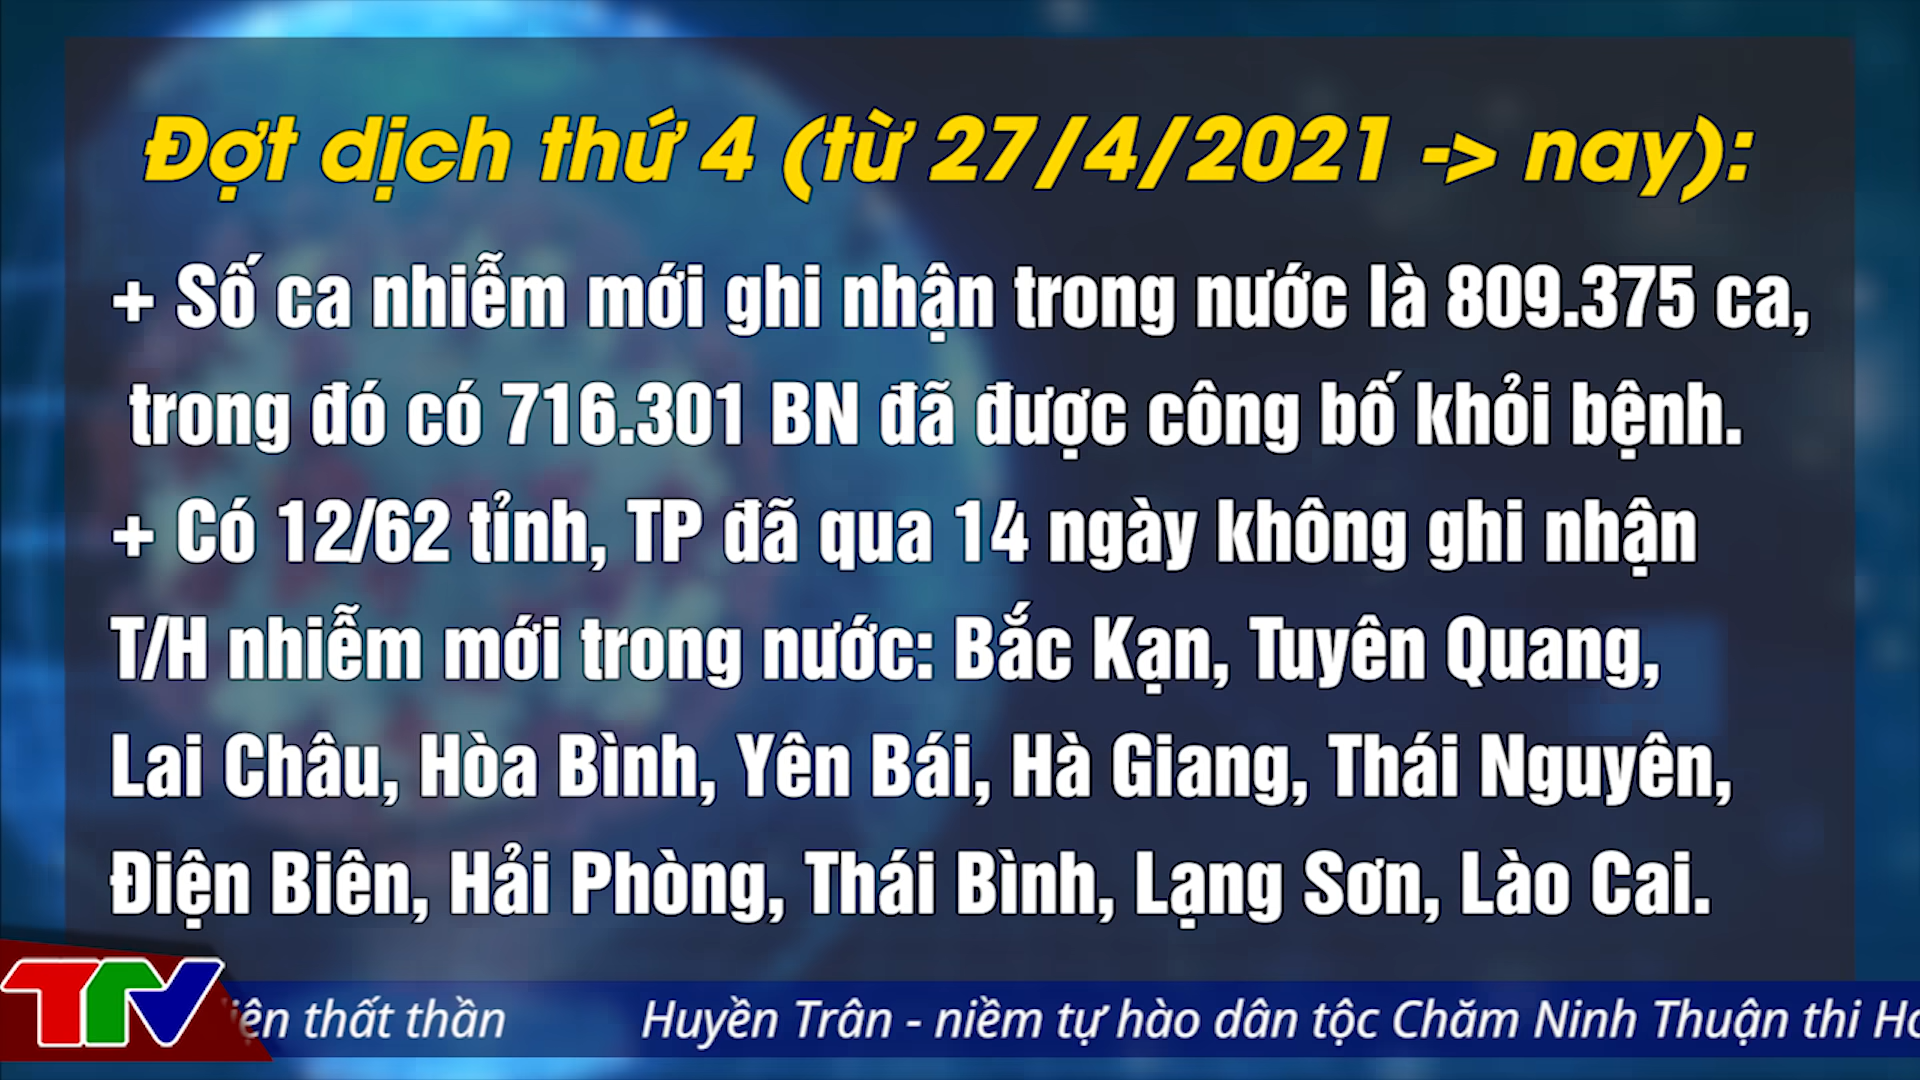 Đợt dịch thứ 4 (từ 27/4/2021 -> nay):
+ Số ca nhiễm mới ghi nhận trong nước là 809.375 ca,
trong đó có 716.301 BN đã được công bố khỏi bệnh.
+ Có 12/62 tỉnh, TP đã qua 14 ngày không ghi nhận
T/H nhiễm mới trong nước: Bắc Kạn, Tuyên Quang,
Lai Châu, Hòa Bình, Yên Bái, Hà Giang, Thái Nguyên,
Điện Biên, Hải Phòng, Thái Bình, Lạng Sơn, Lào Cai.
TTV thất thần Huyền Trân - niềm tự hào dân tộc Chăm Ninh Thuận thi